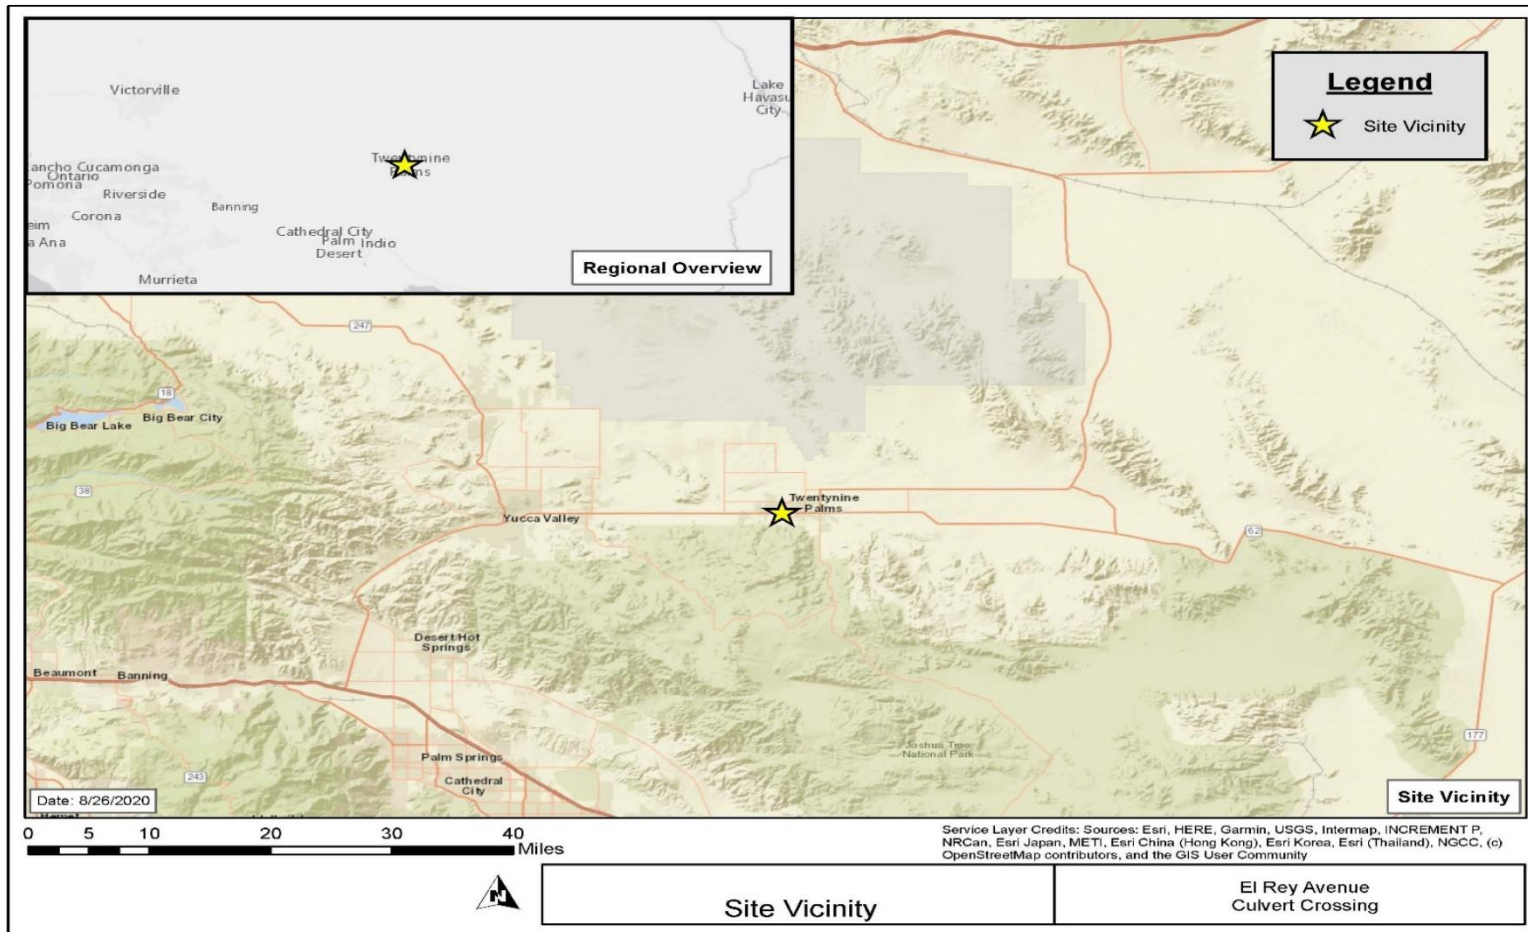 Victorville
Lake
Havasu
City
Twentynine
Palms
ancho Cucamonga
Ontario
Pomona
Riverside
Corona
Banning
eim
a Ana
Cathedral City
Palm Indio
Desert
Murrieta
Regional Overview
Legend
Site Vicinity
247
18
Big Bear City
Big Bear Lake
38
Twentynine
Palms
Yucca Valley
62
Desert Hot
Springs
Beaumont
Banning
177
Palm Springs
Joshua Tree
National Park
243
Cathedral
City
Date: 8/26/2020
Site Vicinity
0 5 10 20 30 40
Miles
Service Layer Credits: Sources: Esri, HERE, Garmin, USGS, Intermap, INCREMENT P,
NRCan, Esri Japan, METI, Esri China (Hong Kong), Esri Korea, Esri (Thailand), NGCC, (c)
OpenStreetMap contributors, and the GIS User Community
N
Site Vicinity
El Rey Avenue
Culvert Crossing